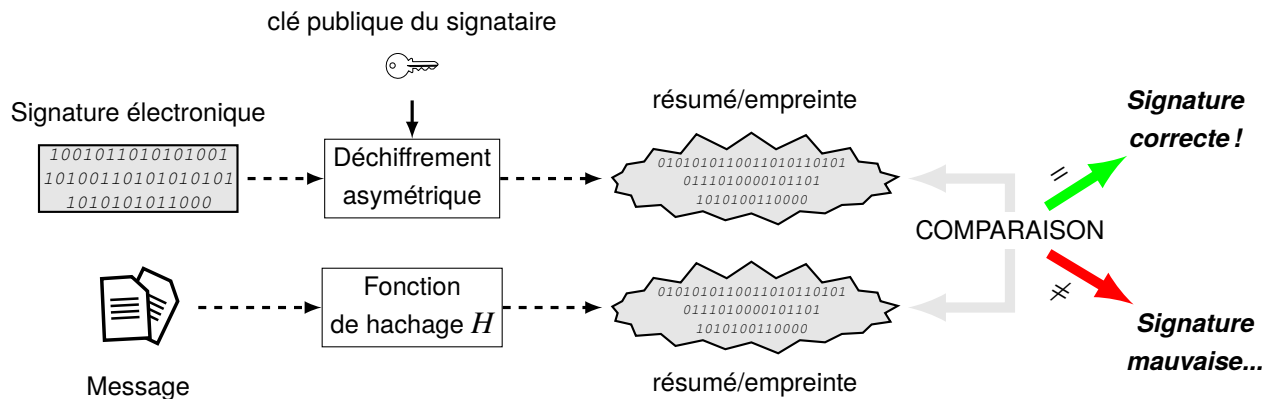 clé publique du signataire
Signature électronique
1001011010101001
10100110101010101
1010101011000
Déchiffrement
asymétrique
résumé/empreinte
0101010110011010110101
0111010000101101
1010100110000
=
Signature
correcte !
COMPARAISON
Message
Fonction
de hachage H
0101010110011010110101
0111010000101101
1010100110000
résumé/empreinte
≠
Signature
mauvaise...